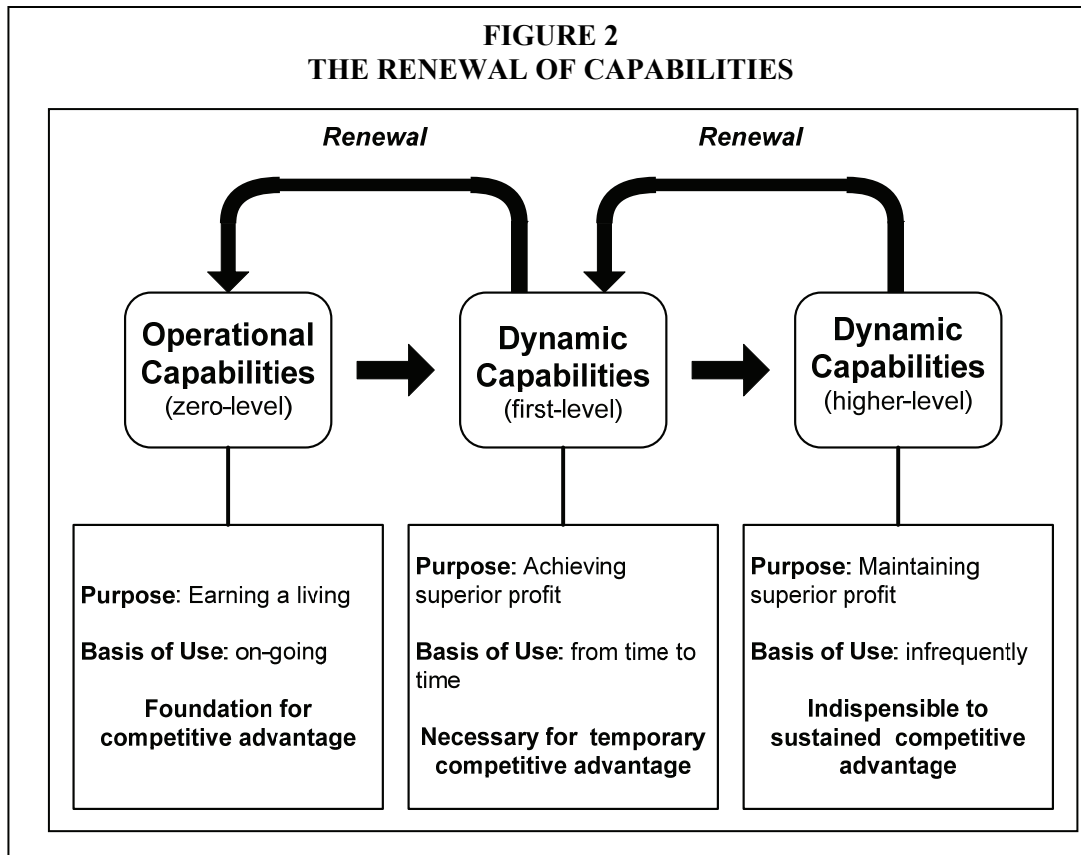 FIGURE 2
THE RENEWAL OF CAPABILITIES
Renewal
Renewal
Operational
Capabilities
(zero-level)
Dynamic
Capabilities
(first-level)
Dynamic
Capabilities
(higher-level)
Purpose: Earning a living
Basis of Use: on-going
Foundation for
competitive advantage
Purpose: Achieving
superior profit
Basis of Use: from time to
time
Necessary for temporary
competitive advantage
Purpose: Maintaining
superior profit
Basis of Use: infrequently
Indispensible to
sustained competitive
advantage